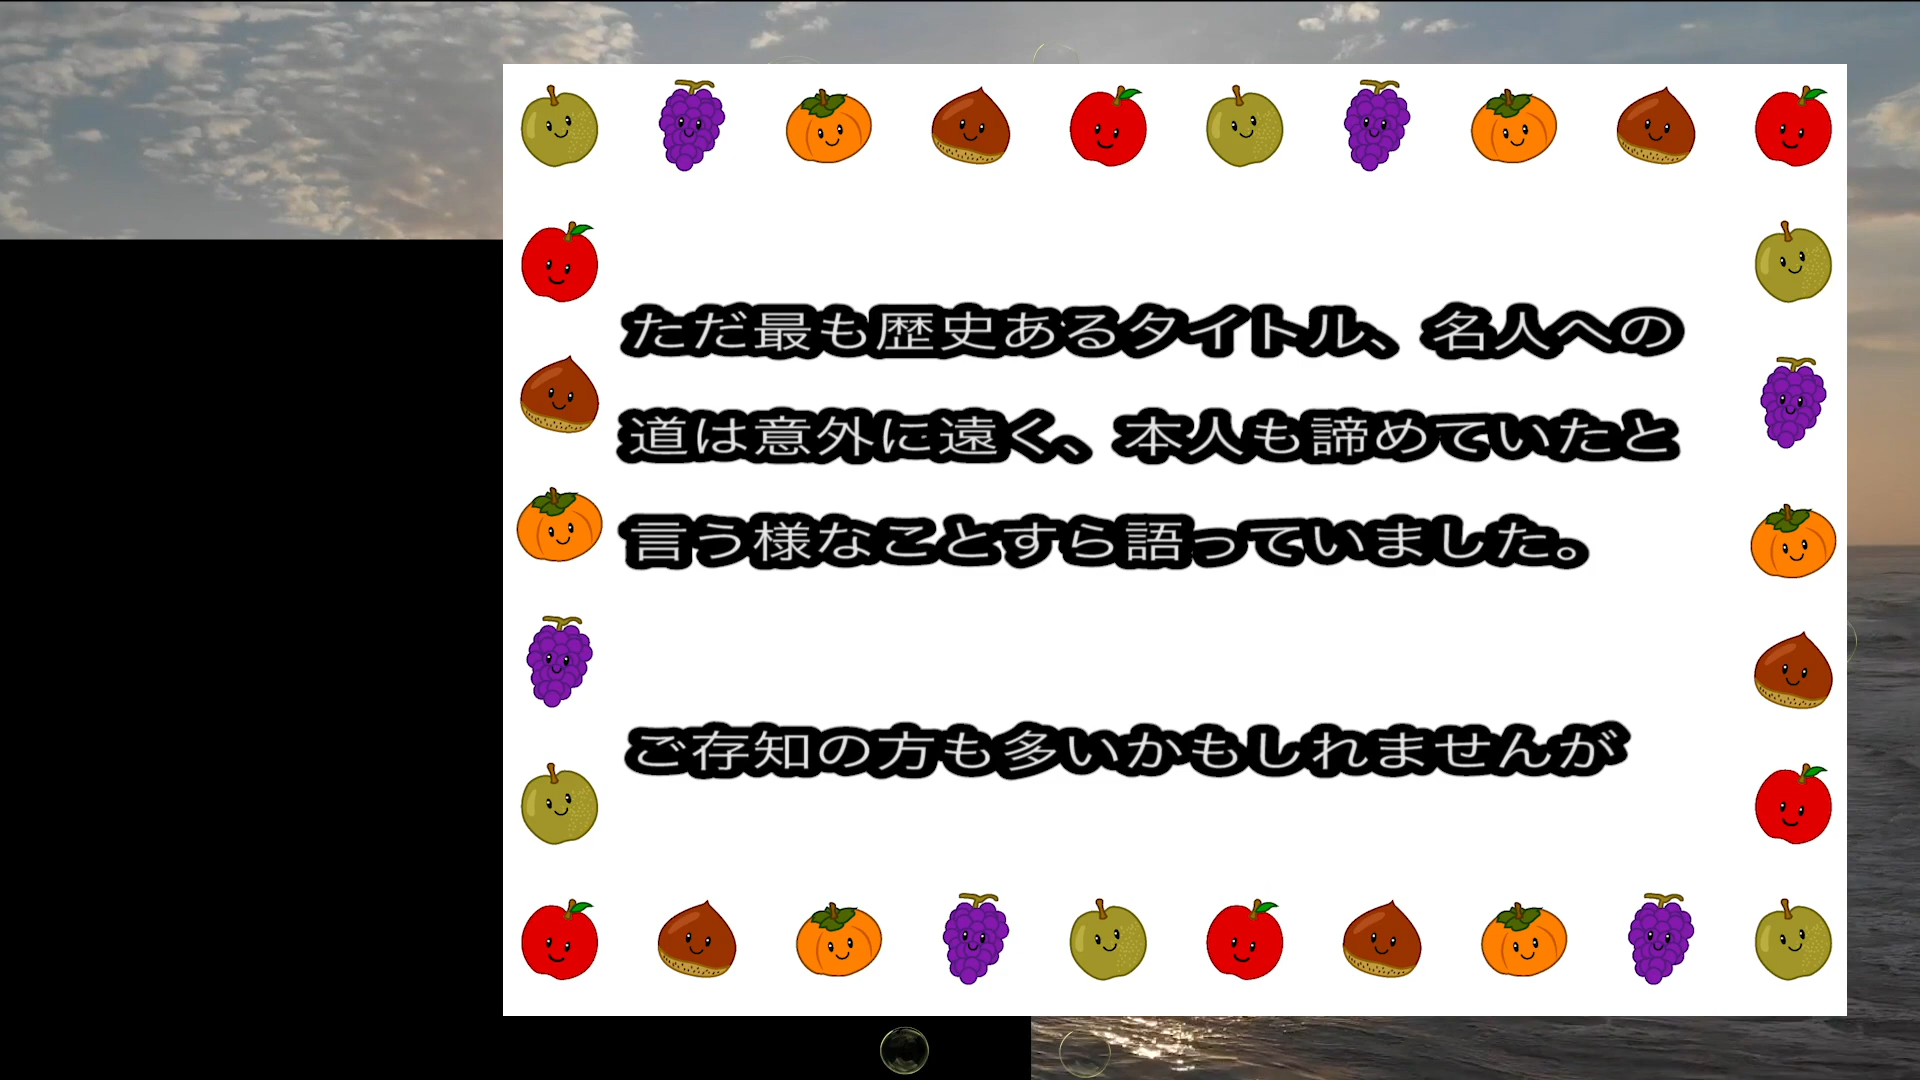 ただ最も歴史あるタイトル、名人への
道は意外に遠く、本人も諦めていたと
言う様なことすら語っていました。
ご存知の方も多いかもしれませんが